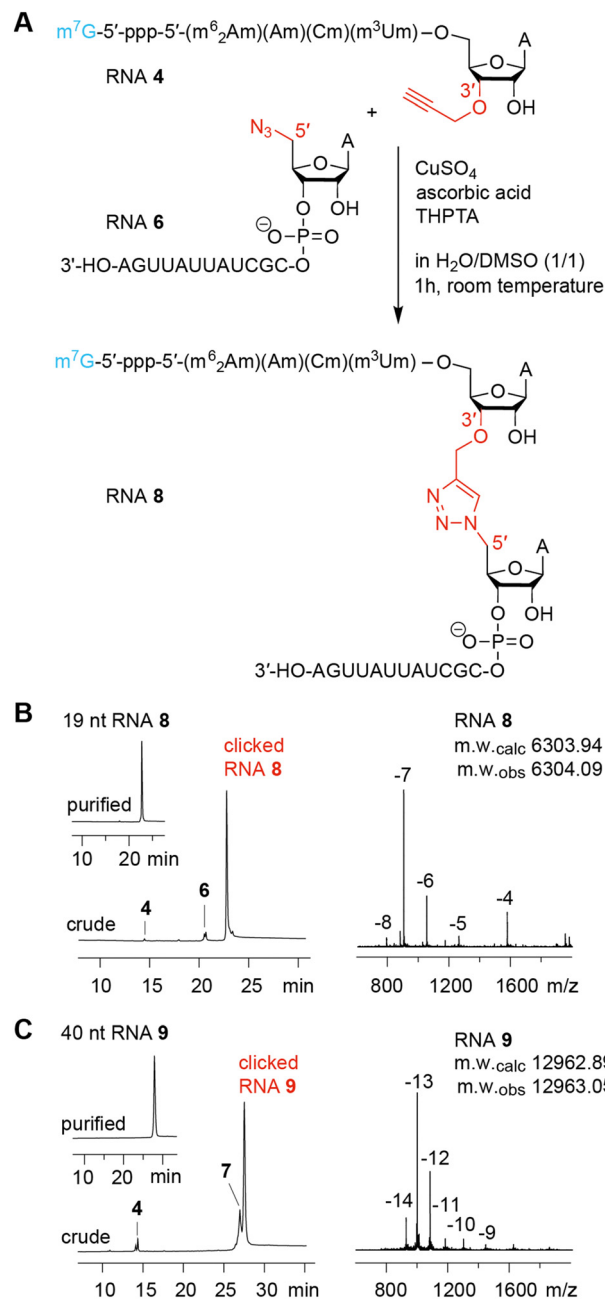 A
m⁷G-5′-ppp-5′-(m⁶₂Am)(Am)(Cm)(m³Um)–O
O
A
RNA 4
3′
O
OH
+
N₃
5′
A
O
CuSO₄
ascorbic acid
THPTA
O
OH
⊖
O–P=O
RNA 6
3′-HO-AGUUAUUAUCGC-O
in H₂O/DMSO (1/1)
1h, room temperature
m⁷G-5′-ppp-5′-(m⁶₂Am)(Am)(Cm)(m³Um)–O
O
A
3′
O
OH
RNA 8
N
N
N
5′
A
O
O
OH
⊖
O–P=O
3′-HO-AGUUAUUAUCGC-O
B
19 nt RNA 8
clicked
RNA 8
purified
10 20 min
4
6
crude
10 15 20 min
RNA 8
m.w.calc 6303.94
m.w.obs 6304.09
-7
-6
-8
-5
-4
800 1200 1600 m/z
C
40 nt RNA 9
clicked
RNA 9
purified
10 20 min
7
4
crude
10 15 20 25 30 min
RNA 9
m.w.calc 12962.89
m.w.obs 12963.05
-13
-12
-14
-11
-10
-9
800 1200 1600 m/z